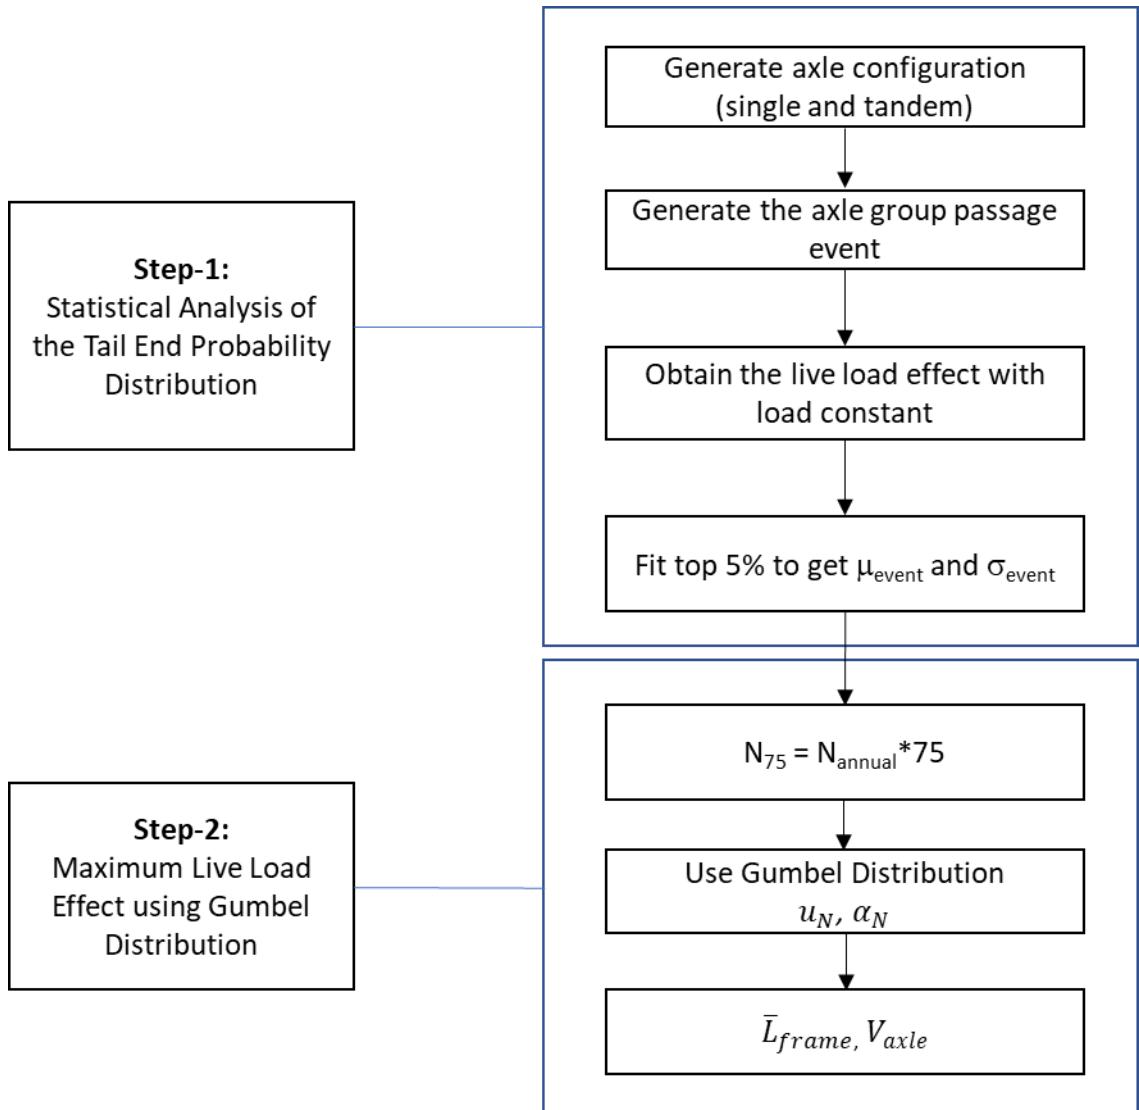 Step-1:
Statistical Analysis of
the Tail End Probability
Distribution
Generate axle configuration
(single and tandem)
Generate the axle group passage
event
Obtain the live load effect with
load constant
Fit top 5% to get μevent and σevent
Step-2:
Maximum Live Load
Effect using Gumbel
Distribution
N75 = Nannual*75
Use Gumbel Distribution
uN, αN
L̄frame, Vaxle